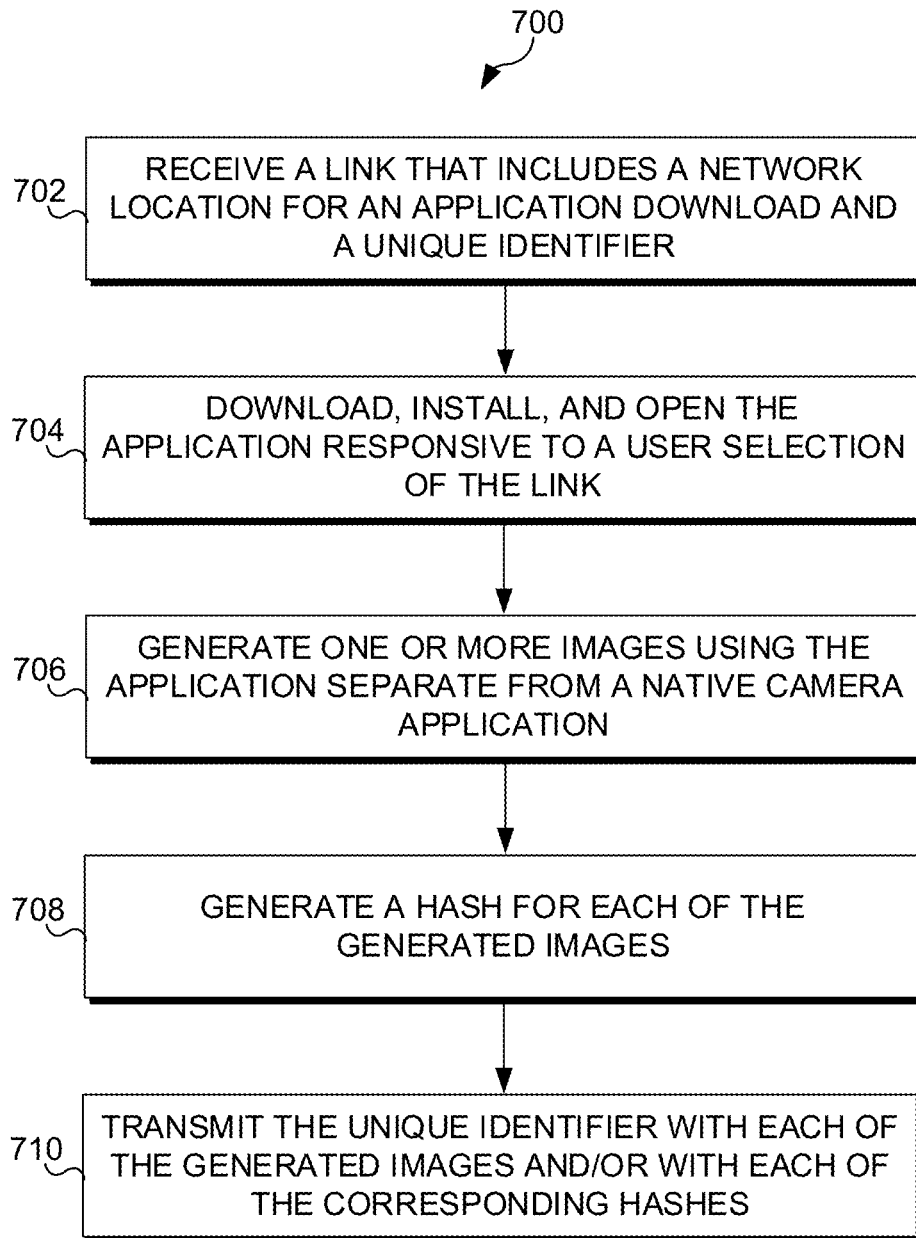 700
702
RECEIVE A LINK THAT INCLUDES A NETWORK
LOCATION FOR AN APPLICATION DOWNLOAD AND
A UNIQUE IDENTIFIER
704
DOWNLOAD, INSTALL, AND OPEN THE
APPLICATION RESPONSIVE TO A USER SELECTION
OF THE LINK
706
GENERATE ONE OR MORE IMAGES USING THE
APPLICATION SEPARATE FROM A NATIVE CAMERA
APPLICATION
708
GENERATE A HASH FOR EACH OF THE
GENERATED IMAGES
710
TRANSMIT THE UNIQUE IDENTIFIER WITH EACH OF
THE GENERATED IMAGES AND/OR WITH EACH OF
THE CORRESPONDING HASHES